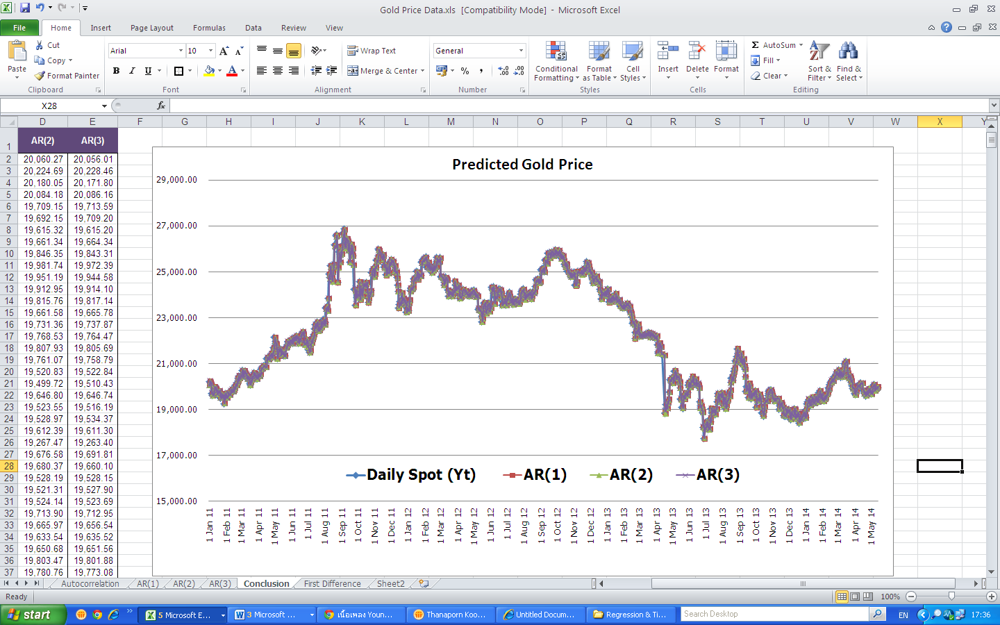 Gold Price Data.xls [Compatibility Mode] - Microsoft Excel
File Home Insert Page Layout Formulas Data Review View
Paste
Cut
Copy
Format Painter
Arial 10
B I U
Wrap Text
Merge & Center
General
% ,
Conditional Formatting
Format as Table
Cell Styles
Insert Delete Format
Σ AutoSum
Fill
Clear
Sort & Filter
Find & Select
Clipboard Font Alignment Number Styles Cells Editing
X28 fx
D E F G H I J K L M N O P Q R S T U V W X Y
1 AR(2) AR(3)
2 20,060.27 20,056.01
3 20,224.69 20,228.46
4 20,180.05 20,171.80
5 20,084.18 20,086.16
6 19,709.15 19,713.59
7 19,692.15 19,709.20
8 19,615.32 19,615.20
9 19,661.34 19,664.34
10 19,846.35 19,843.31
11 19,981.74 19,972.39
12 19,951.19 19,944.58
13 19,912.95 19,914.10
14 19,815.76 19,817.14
15 19,661.58 19,665.78
16 19,731.36 19,737.87
17 19,768.53 19,764.47
18 19,807.93 19,805.69
19 19,761.07 19,758.79
20 19,520.83 19,522.84
21 19,499.72 19,510.43
22 19,646.80 19,646.74
23 19,523.55 19,516.19
24 19,528.97 19,534.37
25 19,612.39 19,611.30
26 19,267.47 19,263.40
27 19,676.58 19,691.81
28 19,680.37 19,660.10
29 19,528.19 19,528.15
30 19,521.31 19,527.90
31 19,524.14 19,523.69
32 19,713.90 19,712.95
33 19,665.97 19,656.54
34 19,633.54 19,635.52
35 19,650.68 19,651.56
36 19,803.47 19,801.88
37 19,780.76 19,773.08
Predicted Gold Price
29,000.00
27,000.00
25,000.00
23,000.00
21,000.00
19,000.00
17,000.00
15,000.00
Daily Spot (Yt) AR(1) AR(2) AR(3)
1 Jan 11
1 Feb 11
1 Mar 11
1 Apr 11
1 May 11
1 Jun 11
1 Jul 11
1 Aug 11
1 Sep 11
1 Oct 11
1 Nov 11
1 Dec 11
1 Jan 12
1 Feb 12
1 Mar 12
1 Apr 12
1 May 12
1 Jun 12
1 Jul 12
1 Aug 12
1 Sep 12
1 Oct 12
1 Nov 12
1 Dec 12
1 Jan 13
1 Feb 13
1 Mar 13
1 Apr 13
1 May 13
1 Jun 13
1 Jul 13
1 Aug 13
1 Sep 13
1 Oct 13
1 Nov 13
1 Dec 13
1 Jan 14
1 Feb 14
1 Mar 14
1 Apr 14
1 May 14
Autocorrelation AR(1) AR(2) AR(3) Conclusion First Difference Sheet2
Ready 100%
start
5 Microsoft E...
3 Microsoft ...
เนื้อเพลง Youn...
Thanaporn Koo...
Untitled Docum...
Regression & Ti...
Search Desktop
EN
17:36